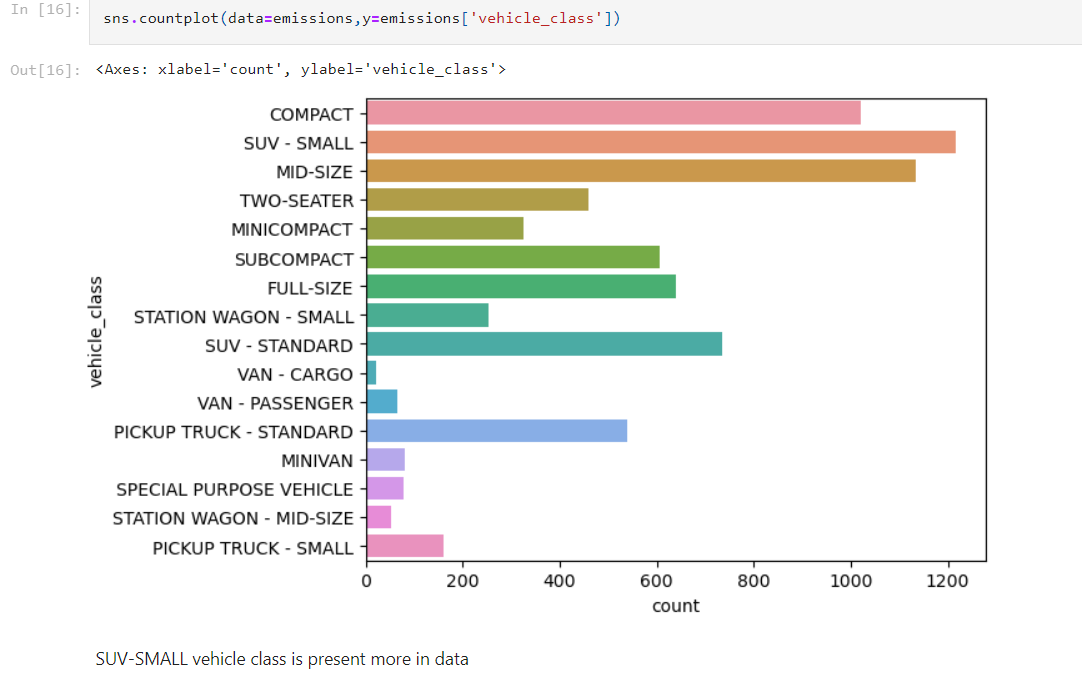 In [16]: sns.countplot(data=emissions,y=emissions['vehicle_class'])
Out[16]: <Axes: xlabel='count', ylabel='vehicle_class'>
COMPACT
SUV - SMALL
MID-SIZE
TWO-SEATER
MINICOMPACT
SUBCOMPACT
FULL-SIZE
STATION WAGON - SMALL
SUV - STANDARD
VAN - CARGO
VAN - PASSENGER
PICKUP TRUCK - STANDARD
MINIVAN
SPECIAL PURPOSE VEHICLE
STATION WAGON - MID-SIZE
PICKUP TRUCK - SMALL
vehicle_class
0 200 400 600 800 1000 1200
count
SUV-SMALL vehicle class is present more in data